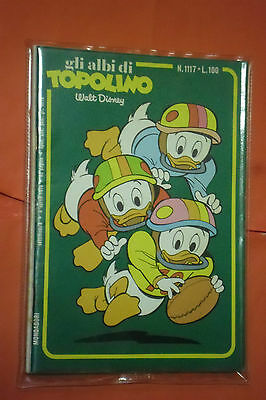 gli albi di
TOPOLINO
Walt Disney
N. 1117 - L. 100
MONDADORI